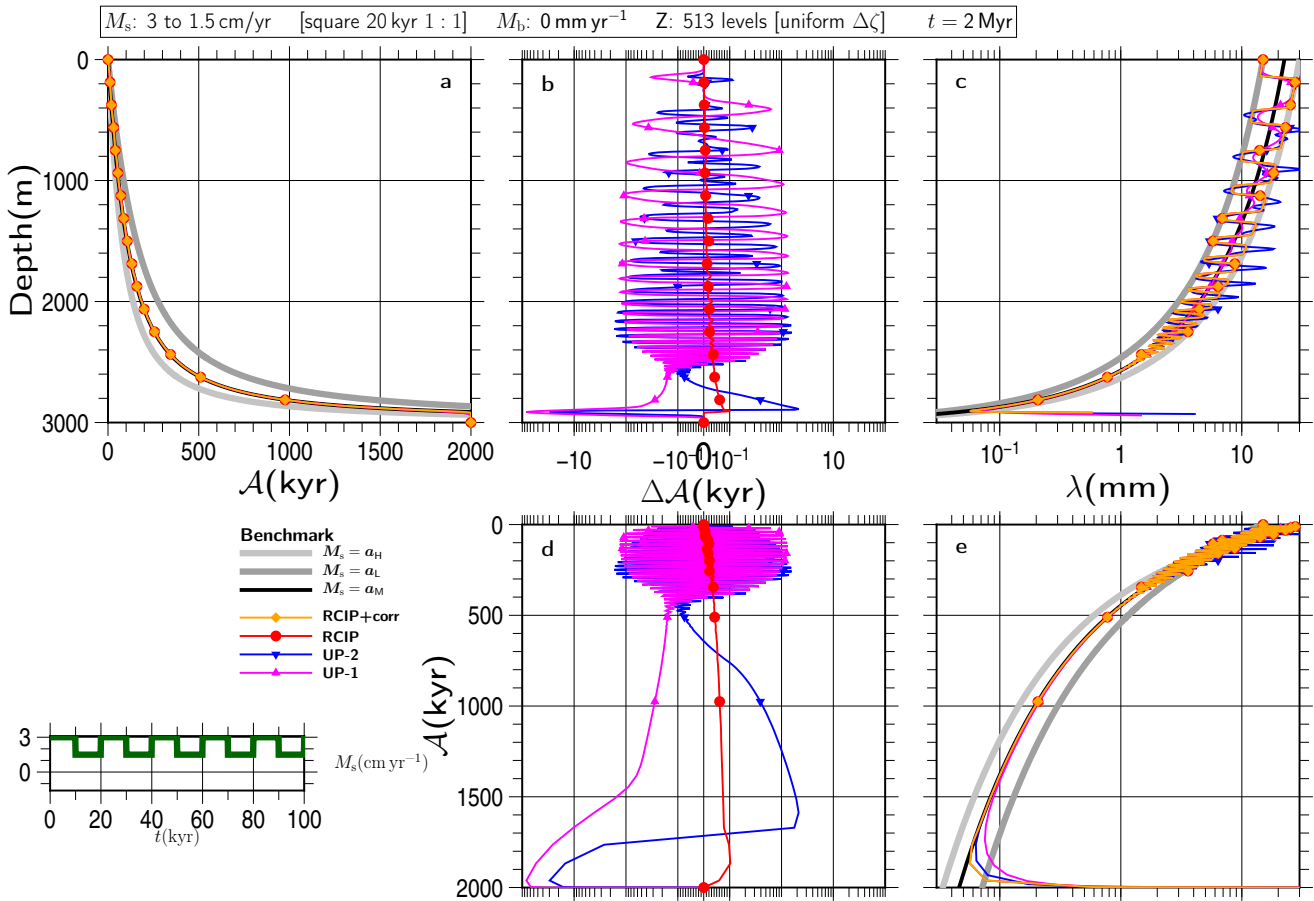 Mₛ: 3 to 1.5 cm/yr [square 20 kyr 1 : 1] M_b: 0 mm yr⁻¹ Z: 513 levels [uniform Δζ] t = 2 Myr
a
b
c
0
1000
2000
3000
Depth(m)
0 500 1000 1500 2000
𝒜(kyr)
−10 −10⁻¹ 0 10⁻¹ 10
Δ𝒜(kyr)
10⁻¹ 1 10
λ(mm)
Benchmark
Mₛ = a_H
Mₛ = a_L
Mₛ = a_M
RCIP+corr
RCIP
UP-2
UP-1
3
0
Mₛ(cm yr⁻¹)
0 20 40 60 80 100
t(kyr)
d
e
0
500
1000
1500
2000
𝒜(kyr)